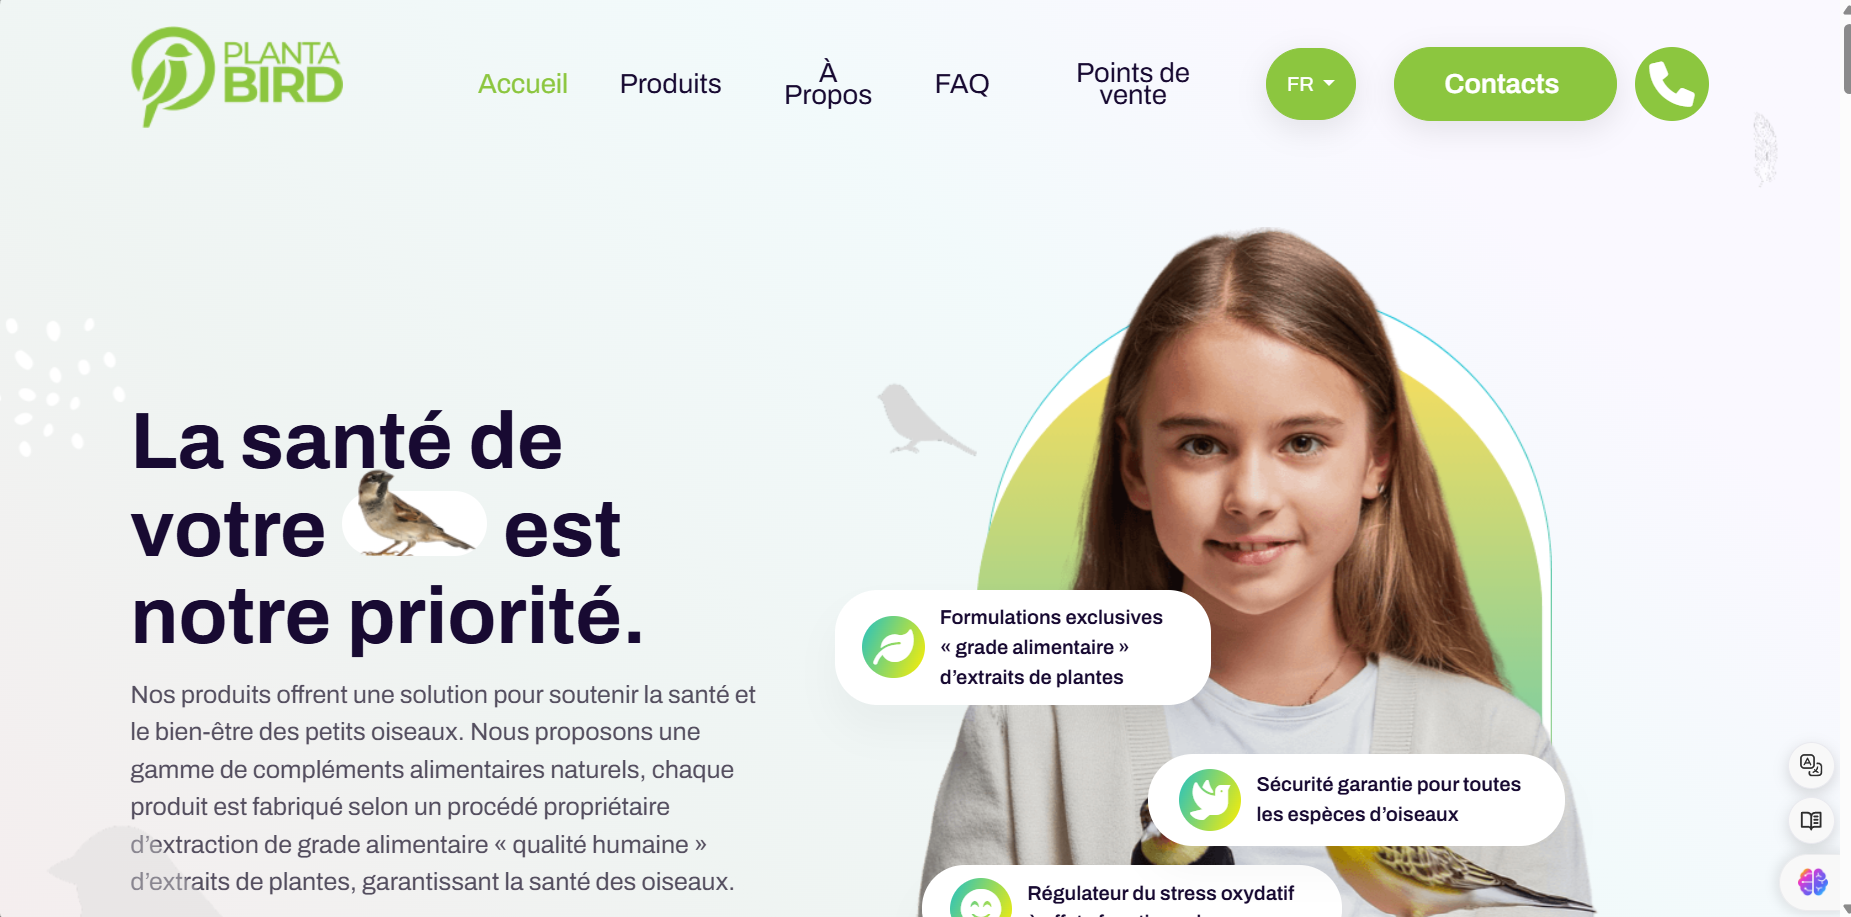 PLANTA
BIRD
Accueil
Produits
À
Propos
FAQ
Points de
vente
FR
Contacts
La santé de
votre est
notre priorité.
Nos produits offrent une solution pour soutenir la santé et
le bien-être des petits oiseaux. Nous proposons une
gamme de compléments alimentaires naturels, chaque
produit est fabriqué selon un procédé propriétaire
d’extraction de grade alimentaire « qualité humaine »
d’extraits de plantes, garantissant la santé des oiseaux.
Formulations exclusives
« grade alimentaire »
d’extraits de plantes
Sécurité garantie pour toutes
les espèces d’oiseaux
Régulateur du stress oxydatif